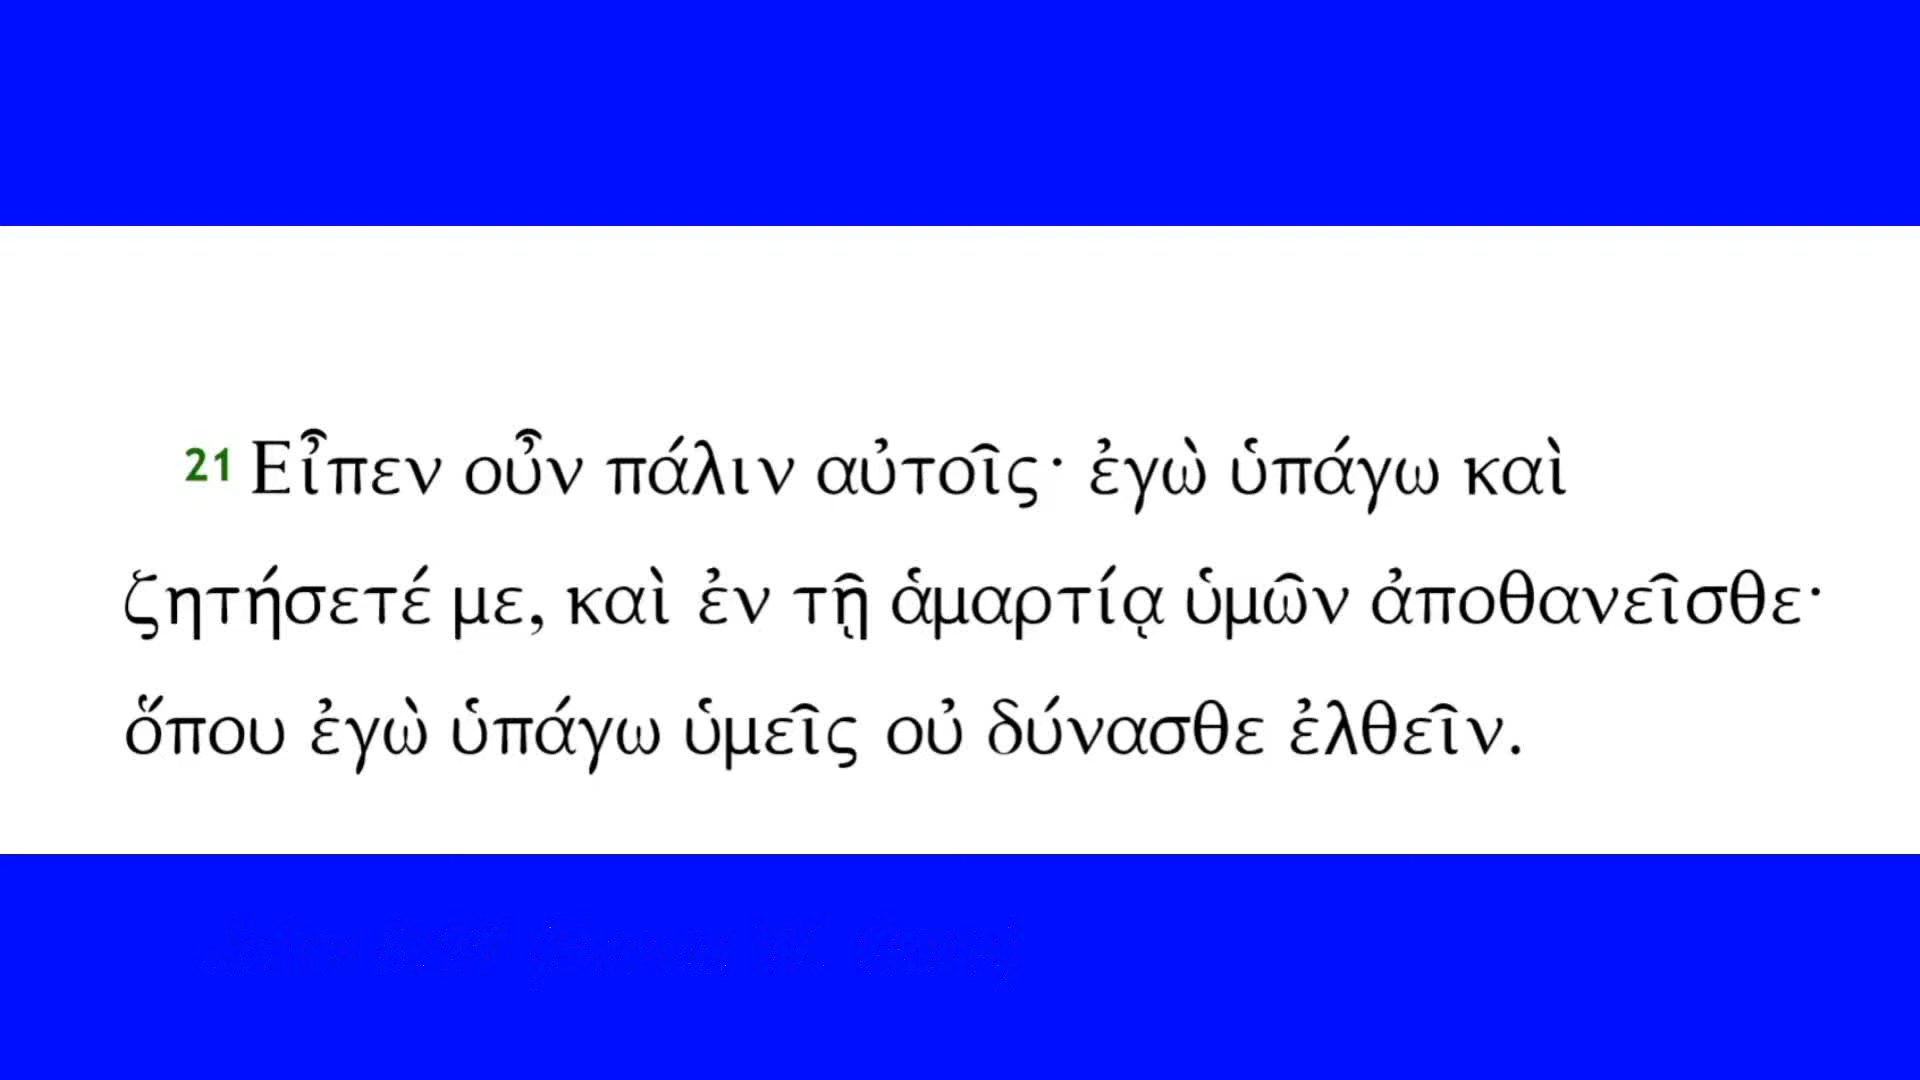 21 Εἶπεν οὖν πάλιν αὐτοῖς· ἐγὼ ὑπάγω καὶ
ζητήσετέ με, καὶ ἐν τῇ ἁμαρτίᾳ ὑμῶν ἀποθανεῖσθε·
ὅπου ἐγὼ ὑπάγω ὑμεῖς οὐ δύνασθε ἐλθεῖν.